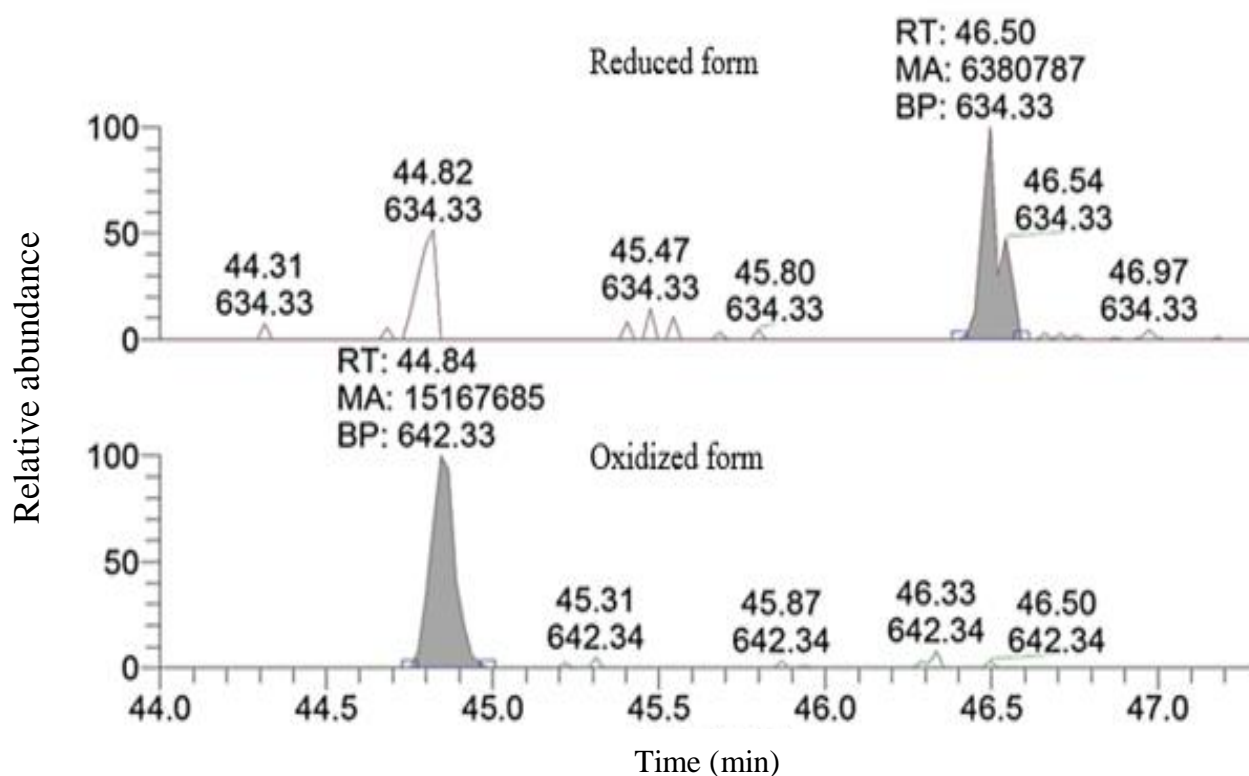 Reduced form
RT: 46.50
MA: 6380787
BP: 634.33
100
50
0
44.31
634.33
44.82
634.33
45.47
634.33
45.80
634.33
46.54
634.33
46.97
634.33
Relative abundance
RT: 44.84
MA: 15167685
BP: 642.33
Oxidized form
100
50
0
45.31
642.34
45.87
642.34
46.33
642.34
46.50
642.34
44.0 44.5 45.0 45.5 46.0 46.5 47.0
Time (min)